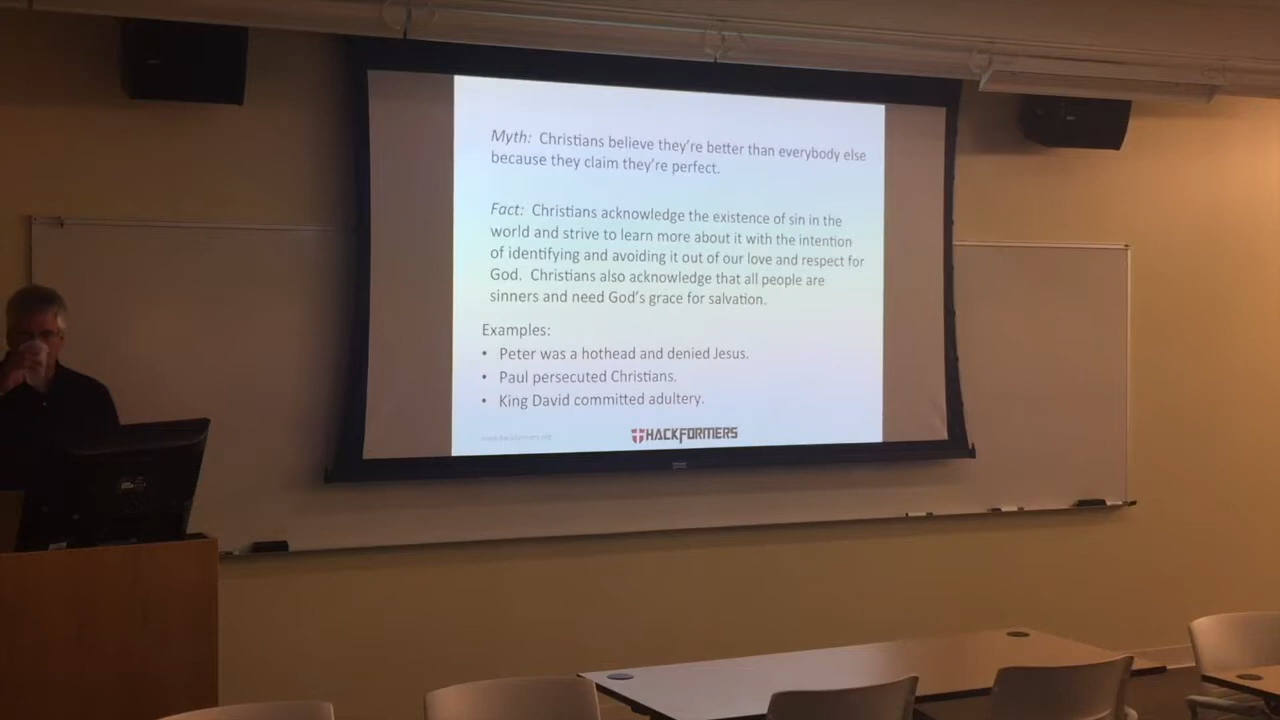 Myth: Christians believe they're better than everybody else
because they claim they're perfect.
Fact: Christians acknowledge the existence of sin in the
world and strive to learn more about it with the intention
of identifying and avoiding it out of our love and respect for
God. Christians also acknowledge that all people are
sinners and need God's grace for salvation.
Examples:
• Peter was a hothead and denied Jesus.
• Paul persecuted Christians.
• King David committed adultery.
www.hackformers.org
HACKFORMERS